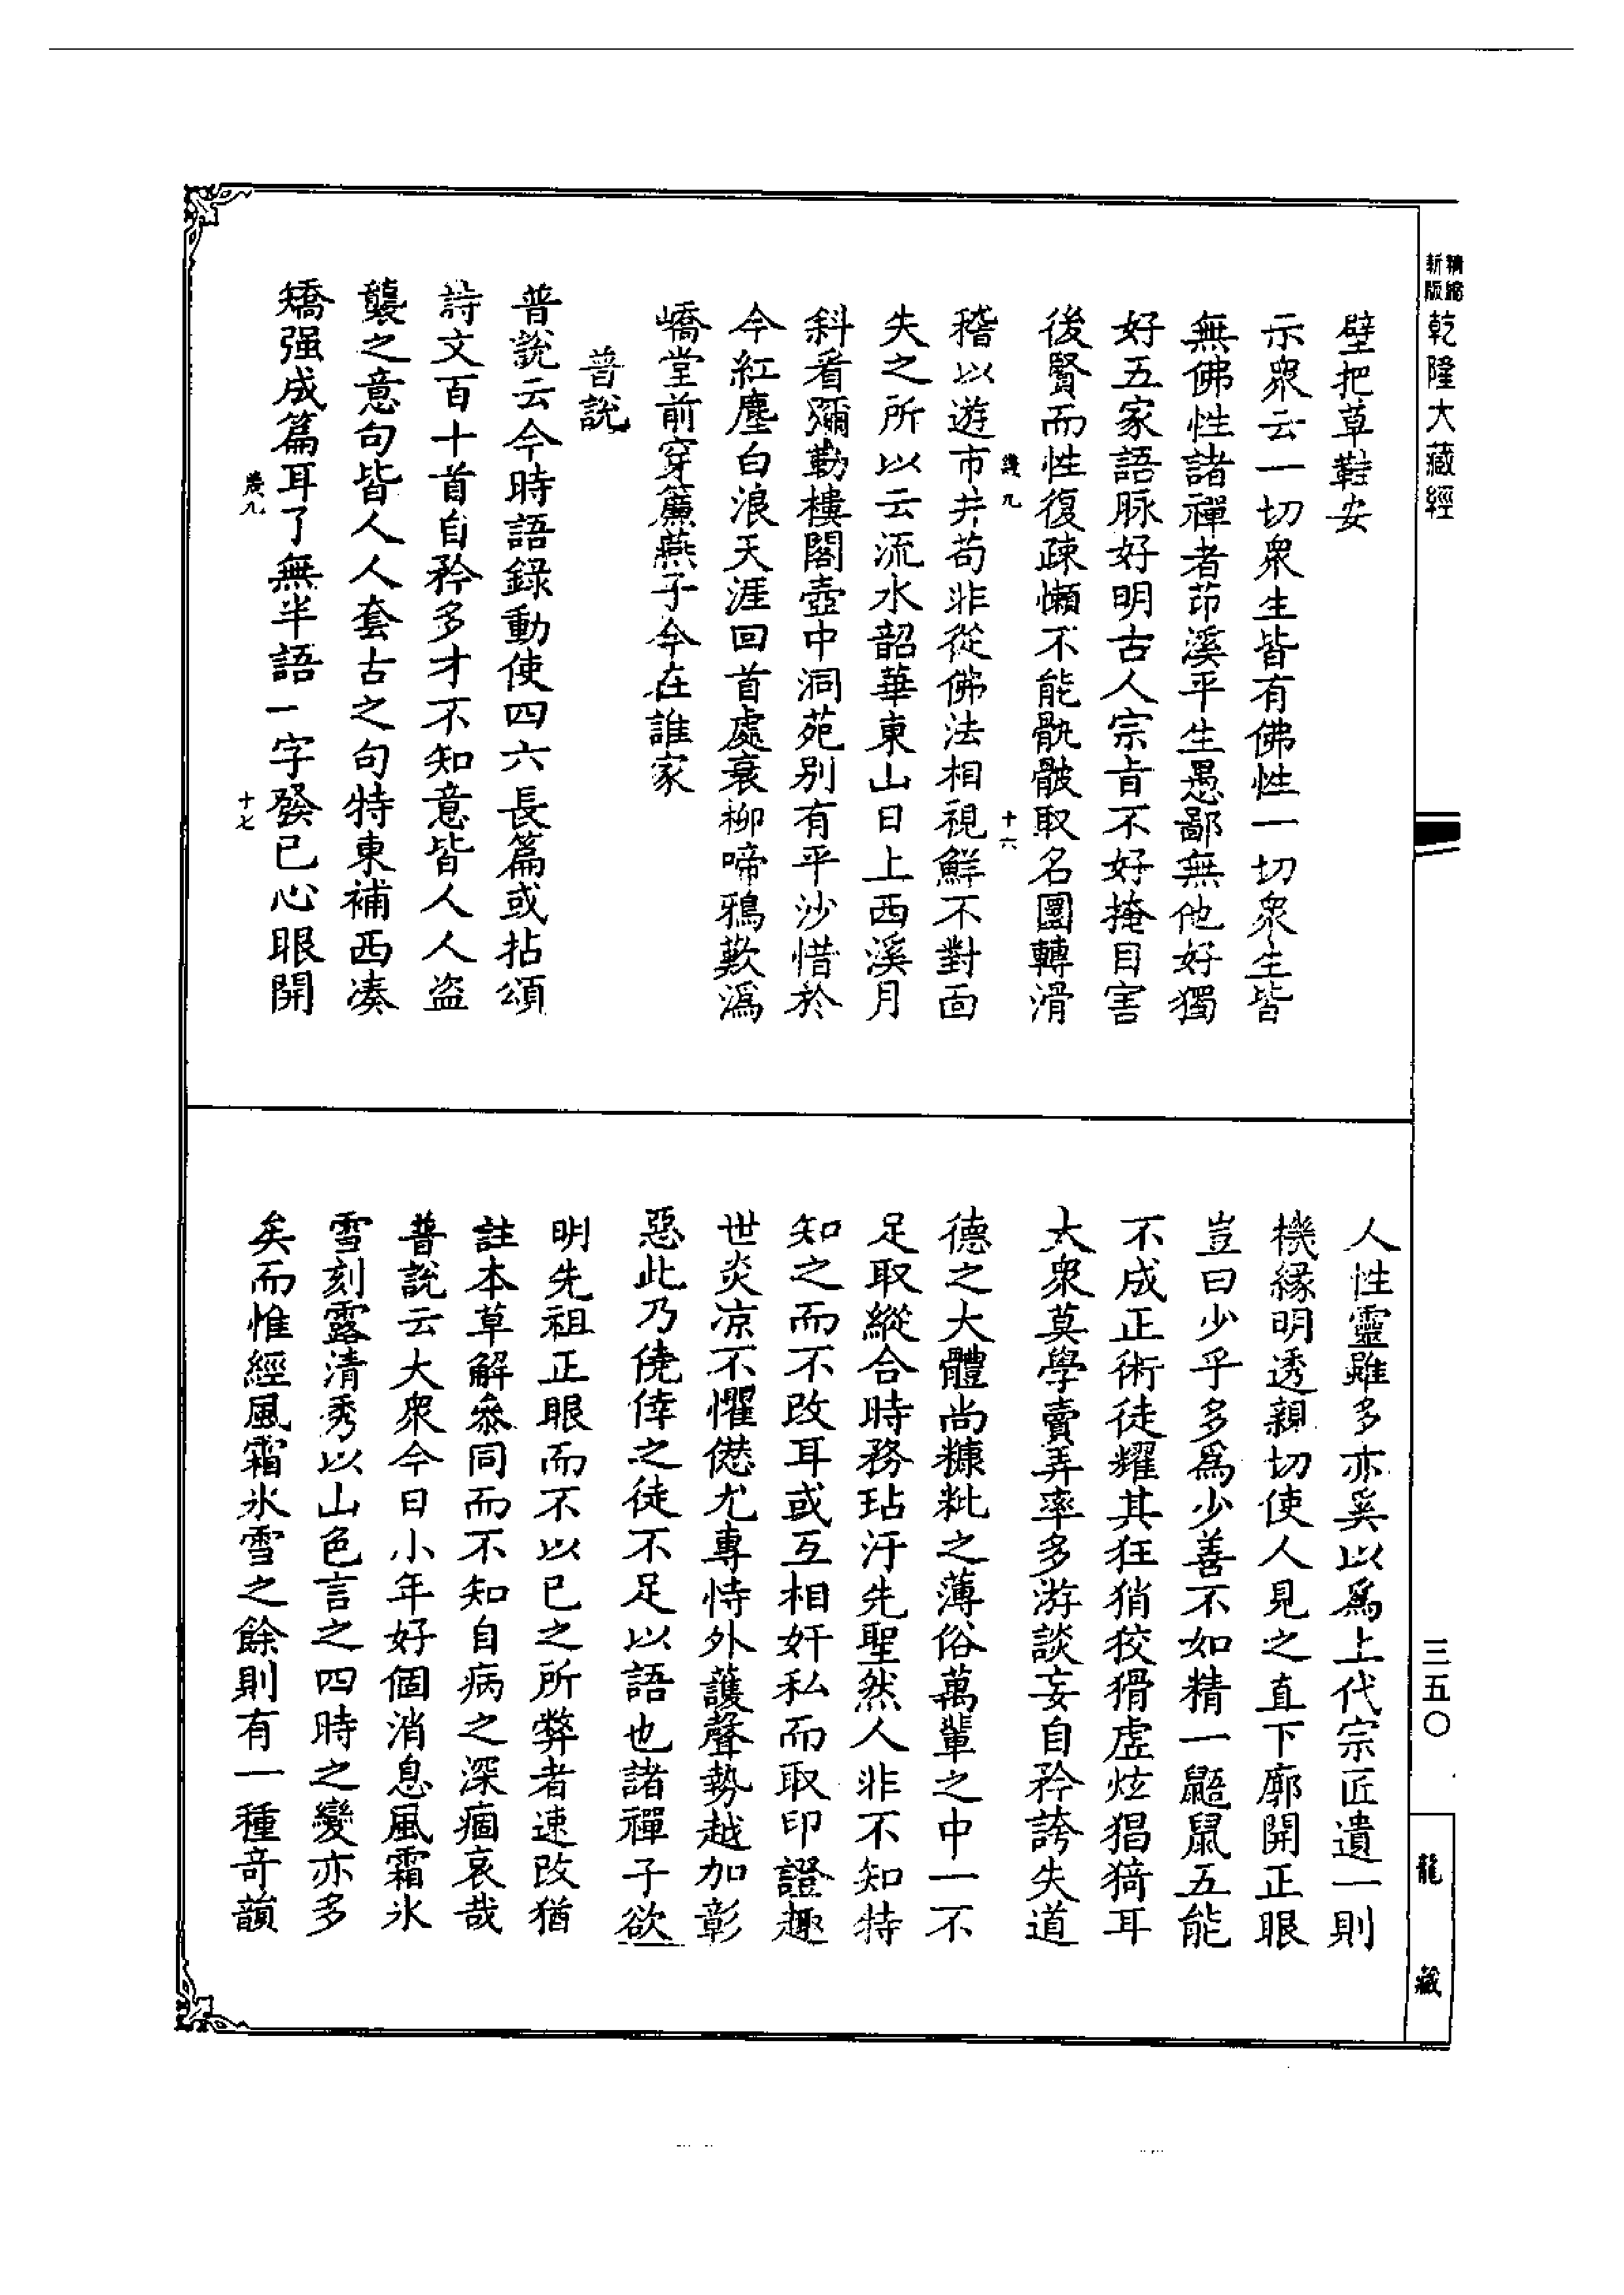 精縮
新版
乾隆大藏經
壁把草鞋安
示眾云一切眾生皆有佛性一切眾生皆
無佛性諸禪者茆溪平生愚鄙無他好獨
好五家語脉好明古人宗旨不好掩目害
後賢而性復疎懶不能骩骳取名圓轉滑
九
十六
稽以遊市井苟非從佛法相視鮮不對面
失之所以云流水韶華東山日上西溪月
斜看彌勒樓閣壺中洞苑別有平沙惜於
今紅塵白浪天涯回首處衰柳啼鴉歎溈
嶠堂前穿簾燕子今在誰家
普說
普說云今時語錄動使四六長篇或拈頌
詩文百十首自矜多才不知意皆人人盜
襲之意句皆人人套古之句特東補西湊
矯强成篇耳了無半語一字發已心眼開
九
十七
人性靈雖多亦奚以為上代宗匠遺一則
機緣明透親切使人見之直下廓開正眼
豈曰少乎多為少善不如精一鼯鼠五能
不成正術徒耀其狂狷狡猾虛炫猖猗耳
大眾莫學賣弄率多游談妄自矜誇失道
德之大體尚糠粃之薄俗萬輩之中一不
足取縱合時務玷汙先聖然人非不知特
知之而不改耳或互相奸私而取印證趣
世炎凉不懼愆尤專恃外護聲勢越加彰
惡此乃僥倖之徒不足以語也諸禪子欲
明先祖正眼而不以已之所弊者速改猶
註本草解叅同而不知自病之深痼哀哉
普說云大眾今日小年好個消息風霜氷
雪刻露清秀以山色言之四時之變亦多
矣而惟經風霜氷雪之餘則有一種奇韻
三五〇
龍藏